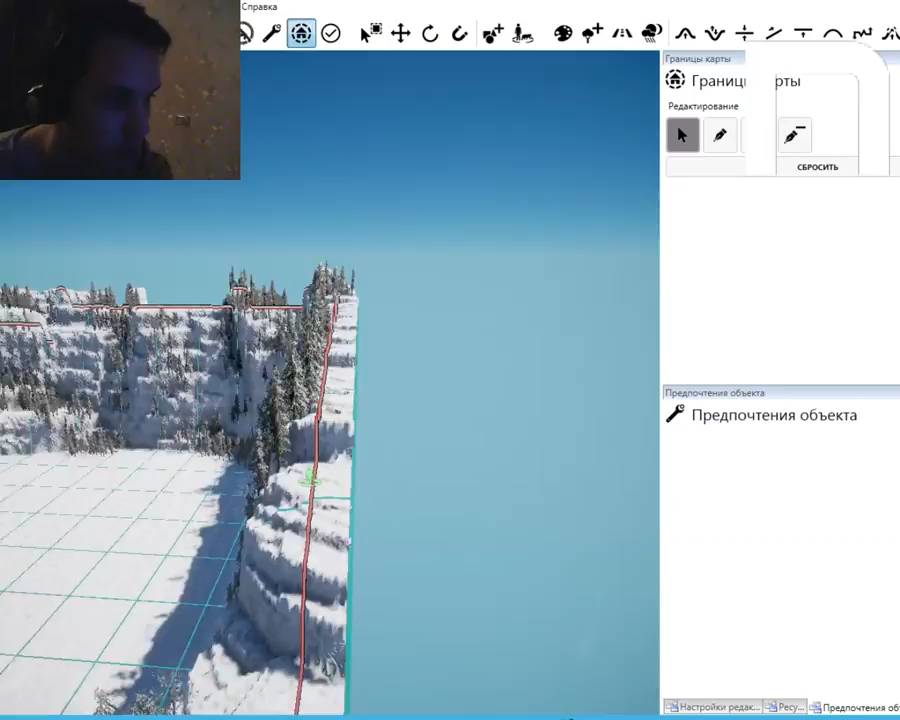 Справка
Границы карты
Границ рты
Редактирование
СБРОСИТЬ
Предпочтения объекта
Предпочтения объекта
Настройки редак... Ресу... Предпочтения об